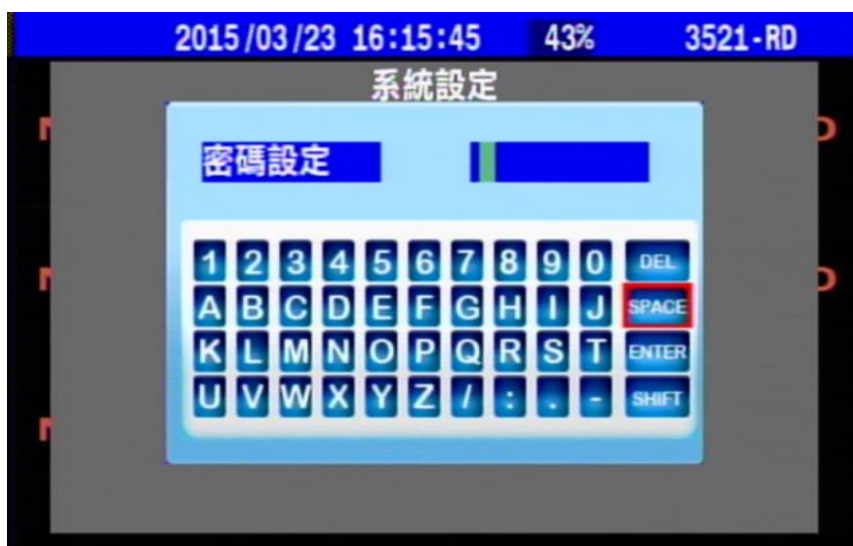 2015/03/23 16:15:45 43% 3521-RD
系統設定
密碼設定
1 2 3 4 5 6 7 8 9 0 DEL
A B C D E F G H I J SPACE
K L M N O P Q R S T ENTER
U V W X Y Z / : . - SHIFT